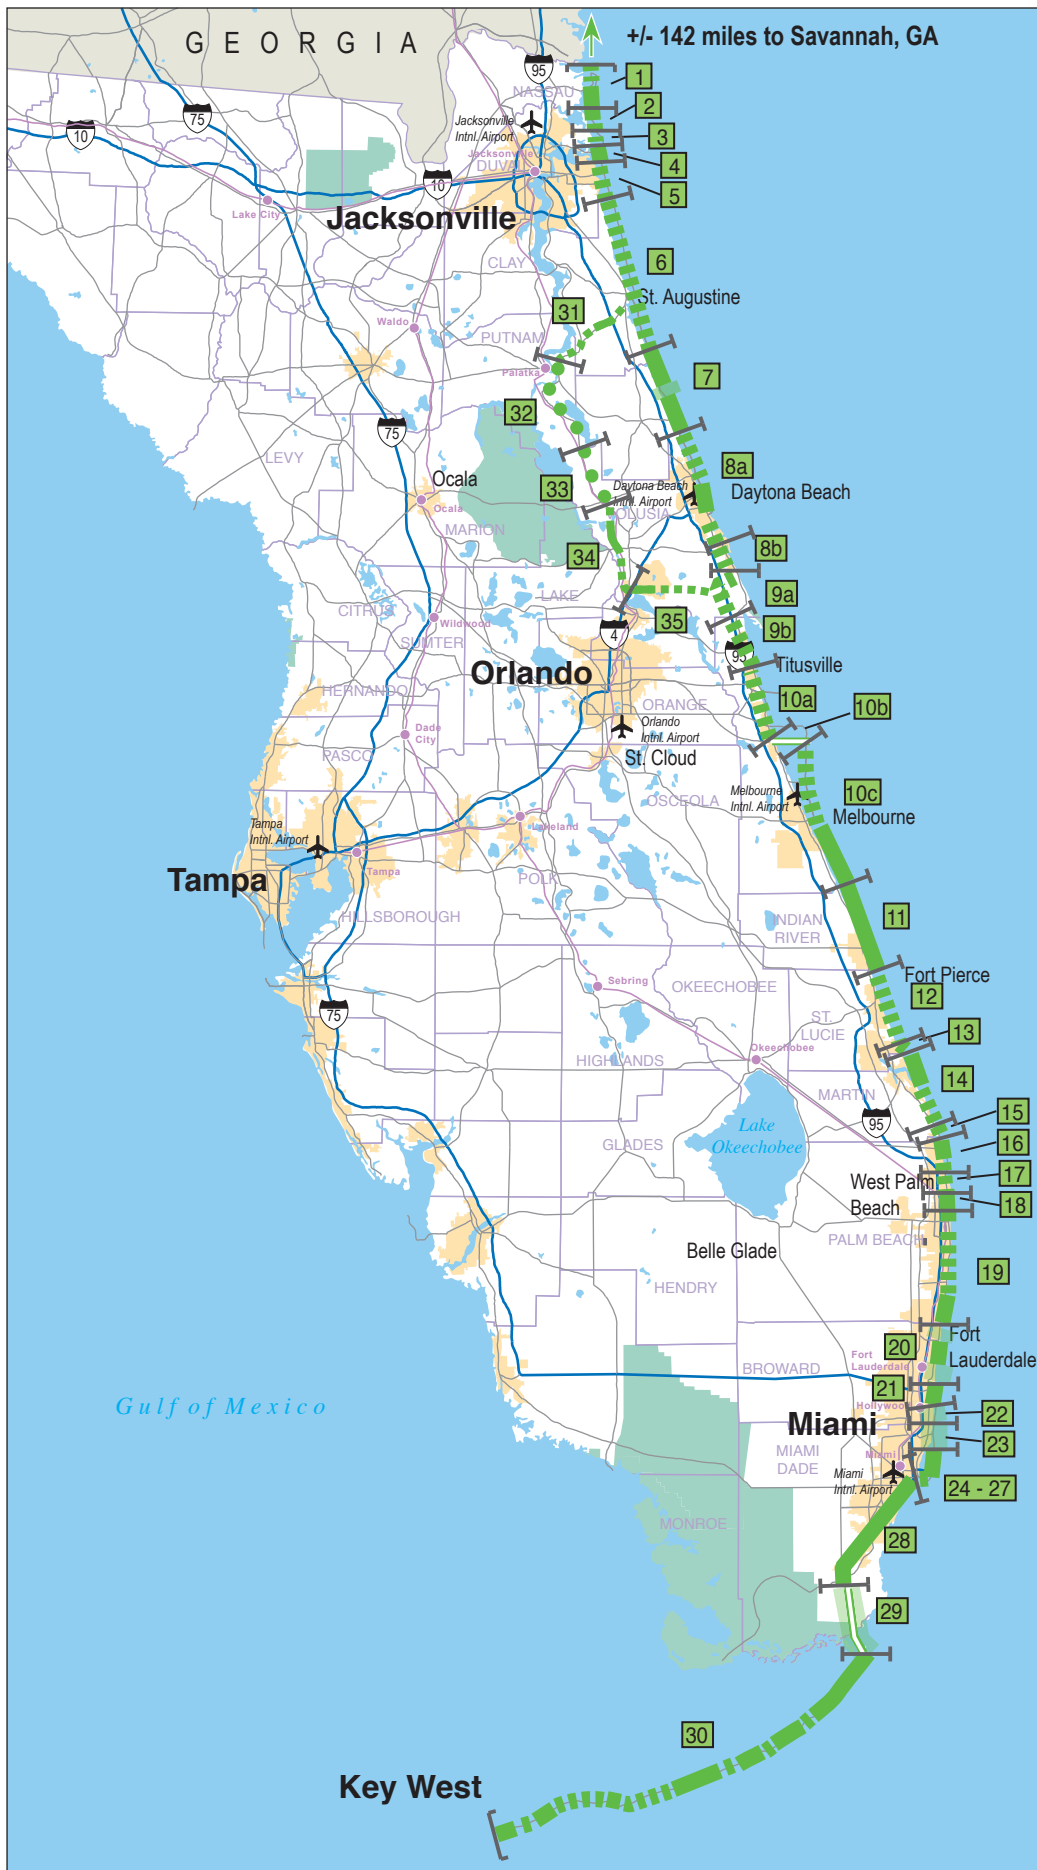 GEORGIA
+/- 142 miles to Savannah, GA
95
1
NASSAU
75
2
10
Jacksonville
Intnl. Airport
3
Jacksonville
DUVAL
4
10
5
Lake City
Jacksonville
CLAY
6
St. Augustine
31
Waldo
PUTNAM
Palatka
7
32
75
LEVY
8a
Ocala
Daytona Beach
Intnl. Airport
33
Daytona Beach
Ocala
VOLUSIA
MARION
8b
34
9a
LAKE
CITRUS
35
Wildwood
4
9b
SUMTER
95
Titusville
Orlando
HERNANDO
10a
ORANGE
10b
Orlando
Intnl. Airport
Dade
City
PASCO
St. Cloud
Melbourne
Intnl. Airport
10c
OSCEOLA
Melbourne
Tampa
Intnl. Airport
Lakeland
Tampa
Tampa
POLK
HILLSBOROUGH
11
INDIAN
RIVER
Fort Pierce
Sebring
OKEECHOBEE
12
75
ST.
LUCIE
13
Okeechobee
HIGHLANDS
14
MARTIN
15
95
Lake
Okeechobee
GLADES
16
17
West Palm
Beach
18
PALM BEACH
Belle Glade
19
HENDRY
Fort
Lauderdale
20
Fort
Lauderdale
BROWARD
21
Gulf of Mexico
Hollywood
22
Miami
23
MIAMI
DADE
Miami
Miami
Intnl. Airport
24 - 27
MONROE
28
29
30
Key West